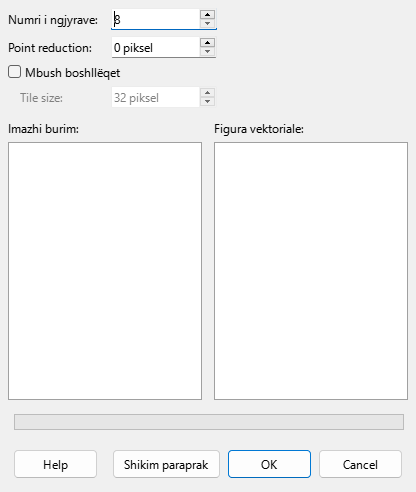 Numri i ngjyrave: 8
Point reduction: 0 piksel
Mbush boshllëqet
Tile size: 32 piksel
Imazhi burim: Figura vektoriale:
Help Shikim paraprak OK Cancel